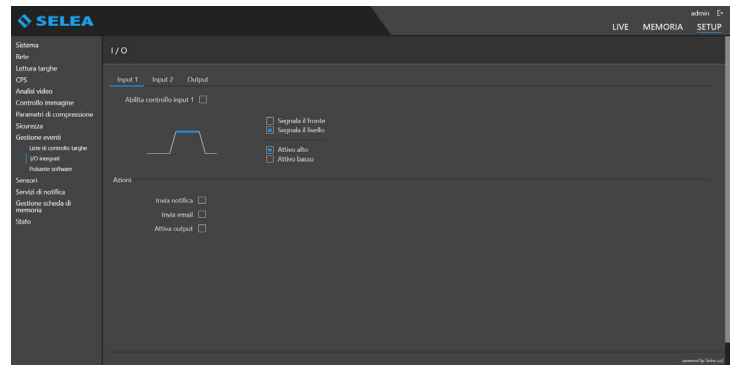 SELEA
admin
LIVE MEMORIA SETUP
Sistema
Rete
Lettura targhe
CPS
Analisi video
Controllo immagine
Parametri di compressione
Sicurezza
Gestione eventi
Liste di controllo targhe
I/O integrati
Pulsante software
Sensori
Servizi di notifica
Gestione scheda di
memoria
Stato
I / O
Input 1 Input 2 Output
Abilita controllo input 1
Segnala il fronte
Segnala il livello
Attivo alto
Attivo basso
Azioni
Invia notifica
Invia email
Attiva output
powered by Selea s.r.l.